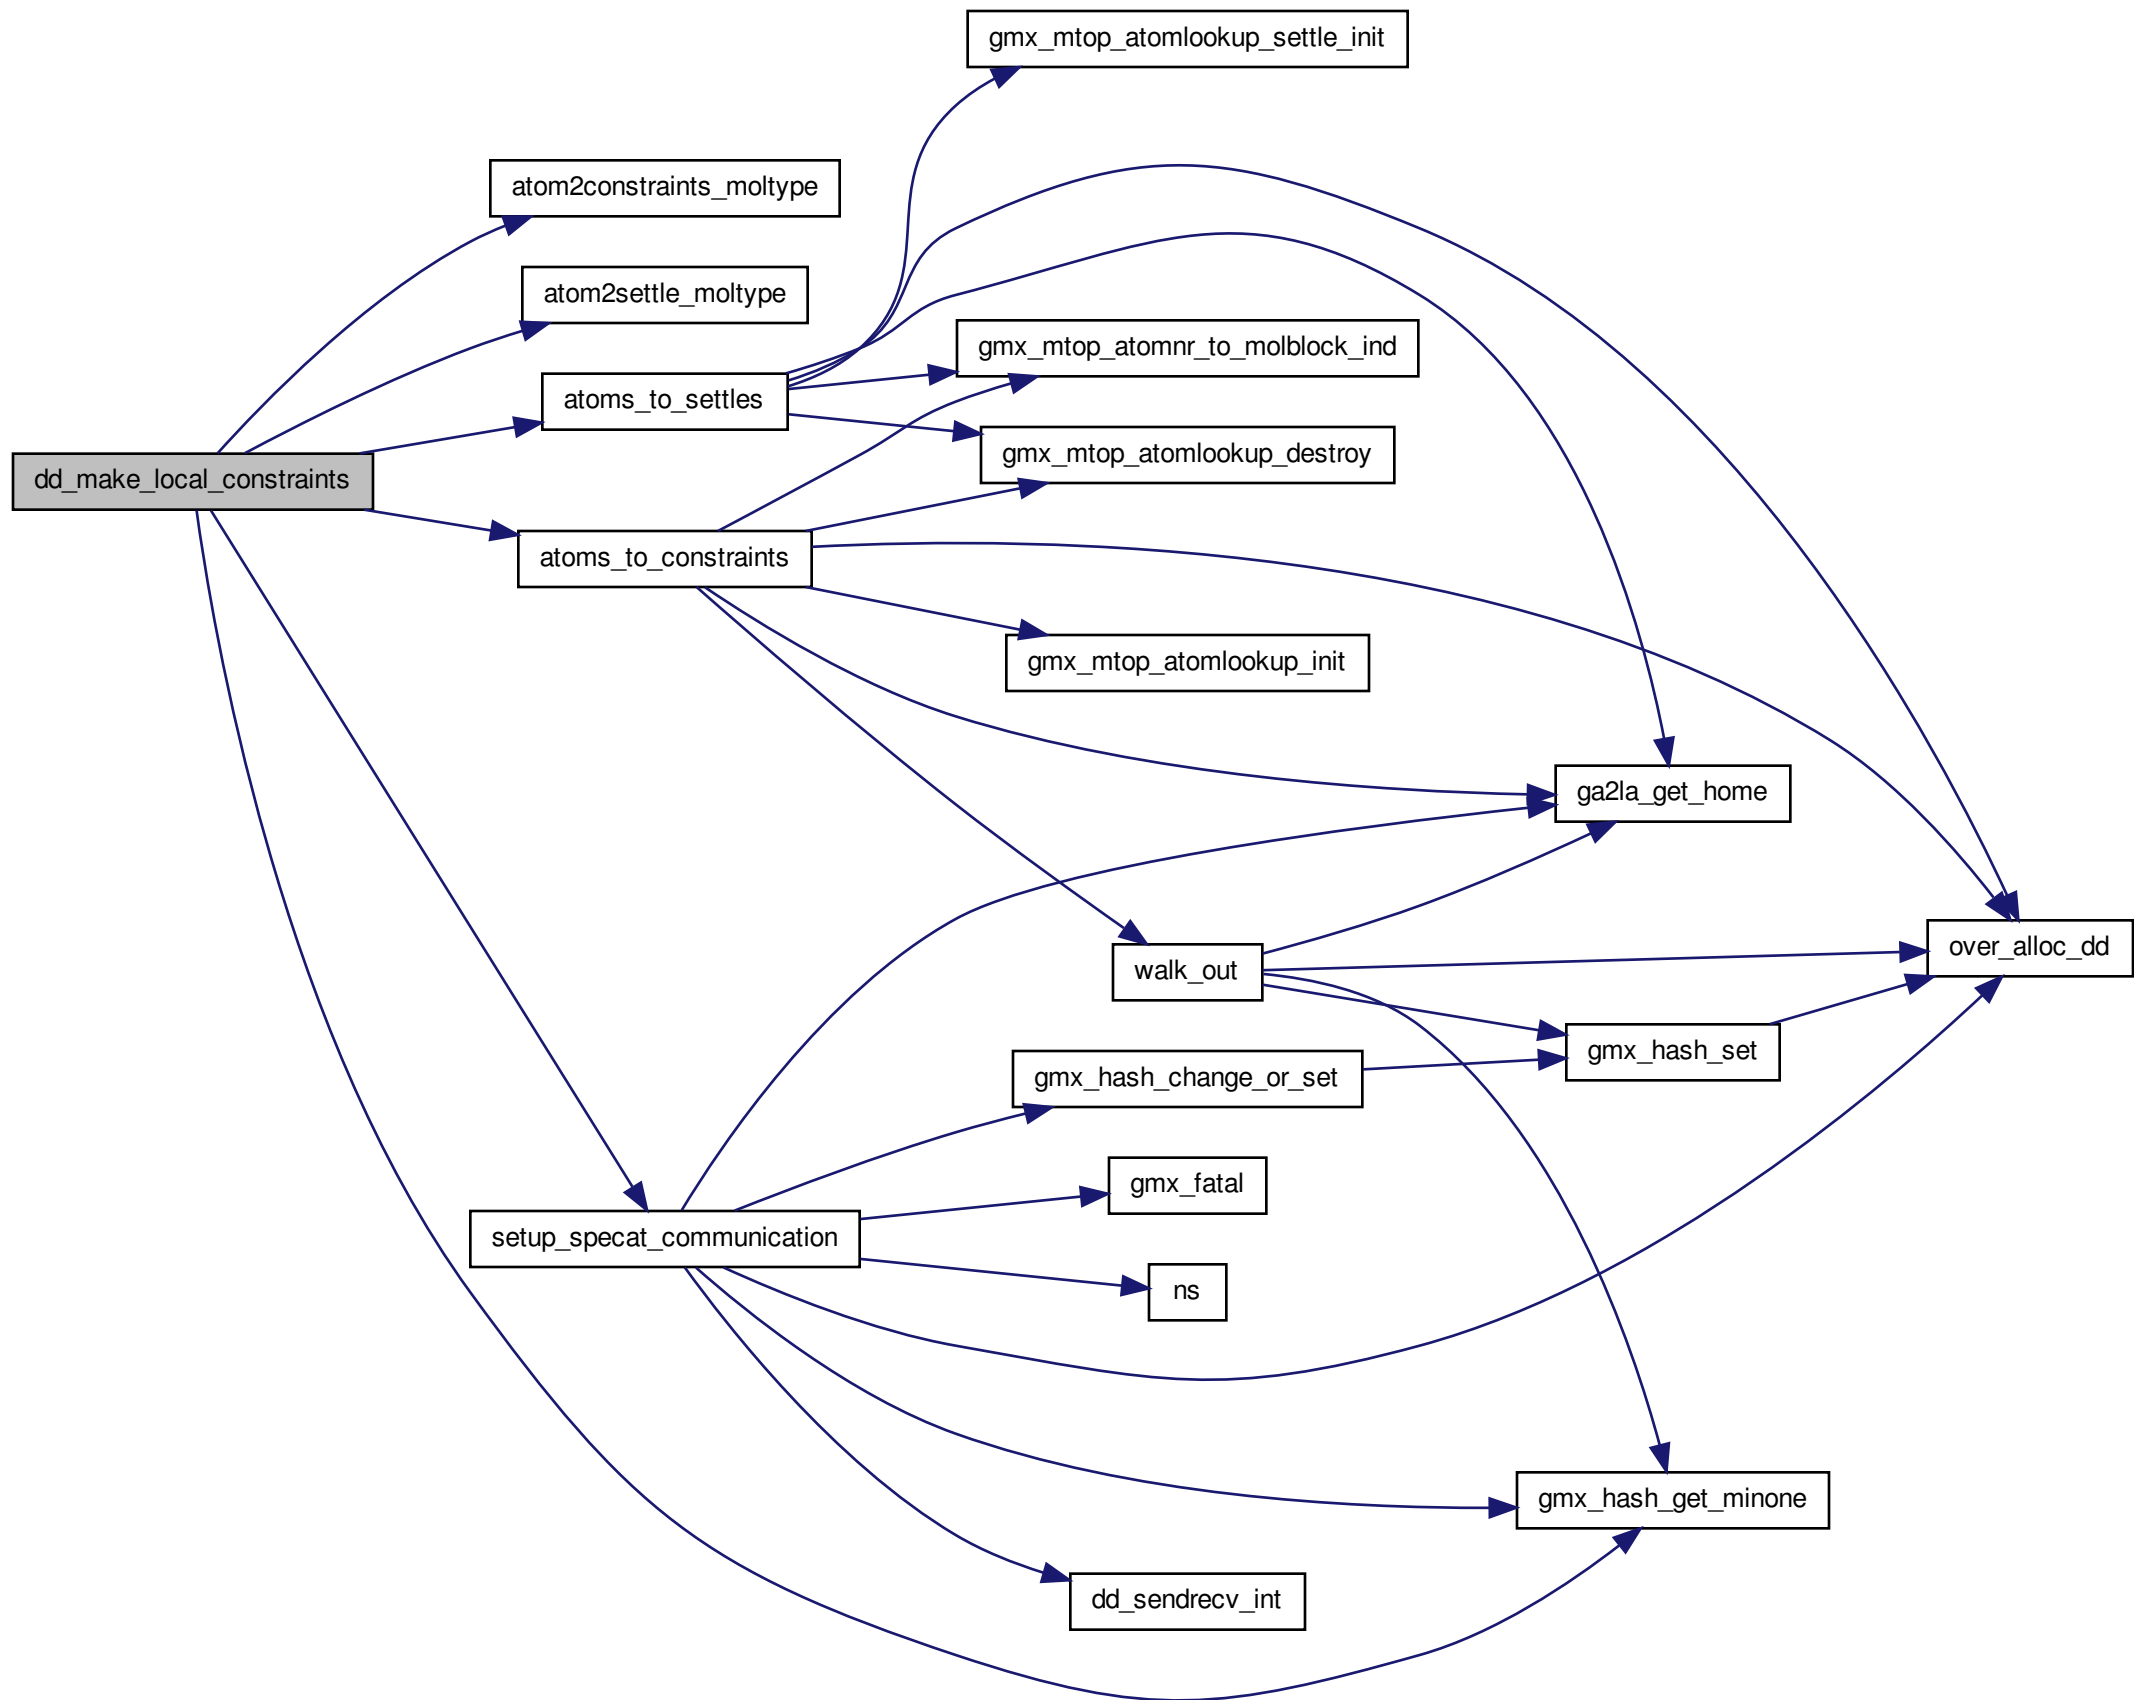 gmx_mtop_atomlookup_settle_init
atom2constraints_moltype
atom2settle_moltype
gmx_mtop_atomnr_to_molblock_ind
atoms_to_settles
gmx_mtop_atomlookup_destroy
dd_make_local_constraints
atoms_to_constraints
gmx_mtop_atomlookup_init
ga2la_get_home
over_alloc_dd
walk_out
gmx_hash_set
gmx_hash_change_or_set
gmx_fatal
setup_specat_communication
ns
gmx_hash_get_minone
dd_sendrecv_int